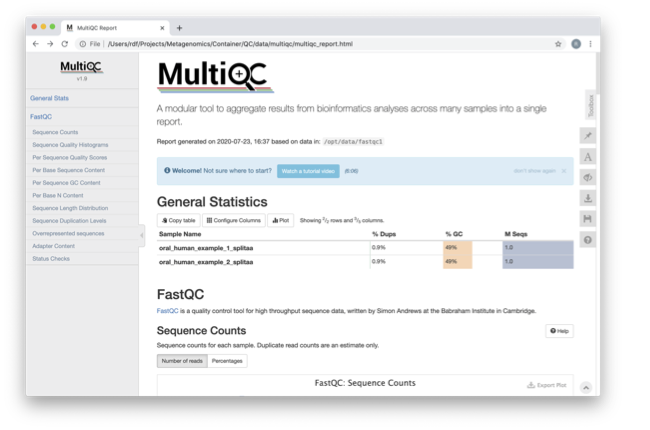 MultiQC Report
File | /Users/rdf/Projects/Metagenomics/Container/QC/data/multiqc/multiqc_report.html
MultiQC
v1.9
General Stats
FastQC
Sequence Counts
Sequence Quality Histograms
Per Sequence Quality Scores
Per Base Sequence Content
Per Sequence GC Content
Per Base N Content
Sequence Length Distribution
Sequence Duplication Levels
Overrepresented sequences
Adapter Content
Status Checks
MultiQC
A modular tool to aggregate results from bioinformatics analyses across many samples into a single
report.
Report generated on 2020-07-23, 16:37 based on data in: /opt/data/fastqc1
Welcome! Not sure where to start? Watch a tutorial video (6:06) don't show again
General Statistics
Copy table Configure Columns Plot Showing 2/2 rows and 3/5 columns.
Sample Name % Dups % GC M Seqs
oral_human_example_1_splitaa 0.9% 49% 1.0
oral_human_example_2_splitaa 0.9% 49% 1.0
FastQC
FastQC is a quality control tool for high throughput sequence data, written by Simon Andrews at the Babraham Institute in Cambridge.
Sequence Counts
Help
Sequence counts for each sample. Duplicate read counts are an estimate only.
Number of reads Percentages
FastQC: Sequence Counts
Export Plot
Toolbox
A